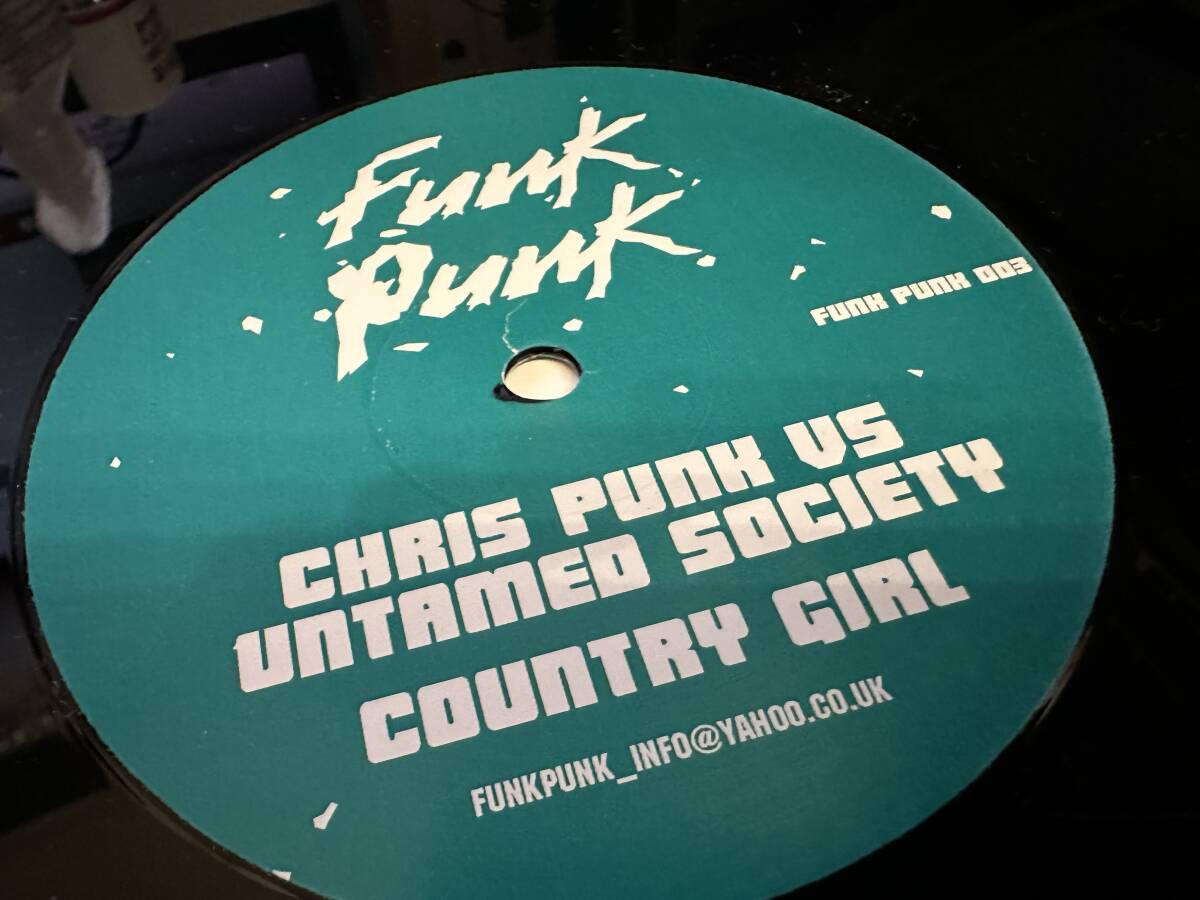 Funk
Punk
FUNK PUNK 003
CHRIS PUNK VS
UNTAMED SOCIETY
COUNTRY GIRL
FUNKPUNK_INFO@YAHOO.CO.UK